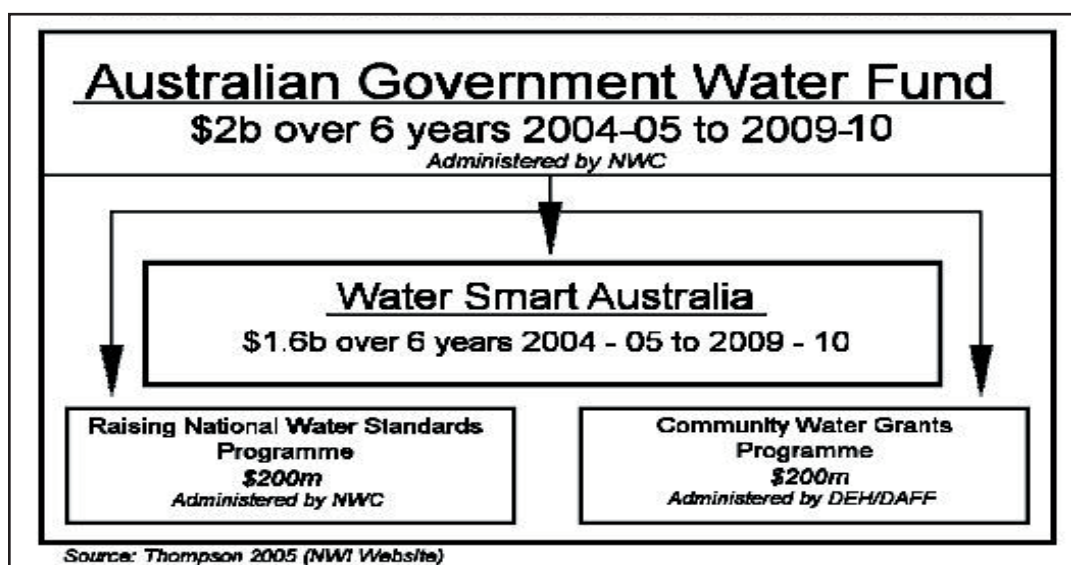 Australian Government Water Fund
$2b over 6 years 2004-05 to 2009-10
Administered by NWC
Water Smart Australia
$1.6b over 6 years 2004 - 05 to 2009 - 10
Raising National Water Standards
Programme
$200m
Administered by NWC
Community Water Grants
Programme
$200m
Administered by DEH/DAFF
Source: Thompson 2005 (NWI Website)